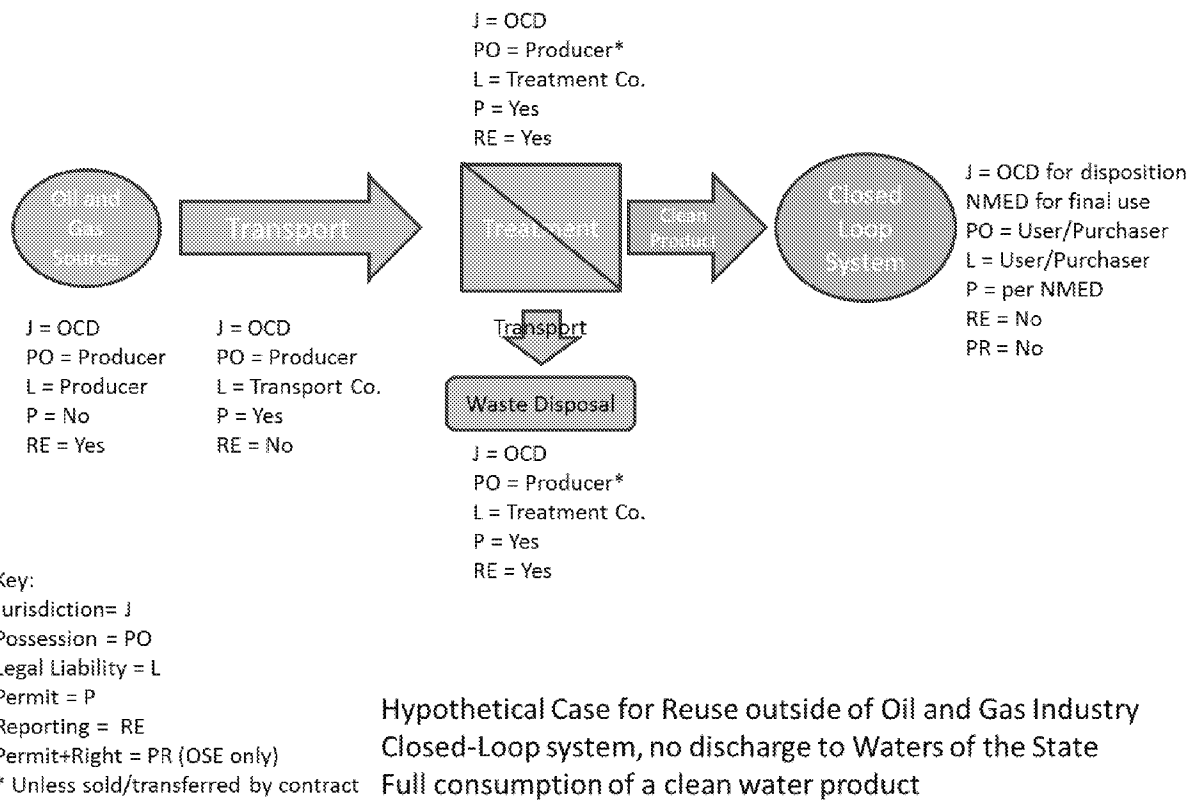 J = OCD
PO = Producer*
L = Treatment Co.
P = Yes
RE = Yes
Oil and
Gas
Source
Transport
Treatment
Clean
Product
Closed
Loop
System
J = OCD for disposition
NMED for final use
PO = User/Purchaser
L = User/Purchaser
P = per NMED
RE = No
PR = No
J = OCD
PO = Producer
L = Producer
P = No
RE = Yes
J = OCD
PO = Producer
L = Transport Co.
P = Yes
RE = No
Transport
Waste Disposal
J = OCD
PO = Producer*
L = Treatment Co.
P = Yes
RE = Yes
Key:
Jurisdiction= J
Possession = PO
Legal Liability = L
Permit = P
Reporting = RE
Permit+Right = PR (OSE only)
* Unless sold/transferred by contract
Hypothetical Case for Reuse outside of Oil and Gas Industry
Closed-Loop system, no discharge to Waters of the State
Full consumption of a clean water product